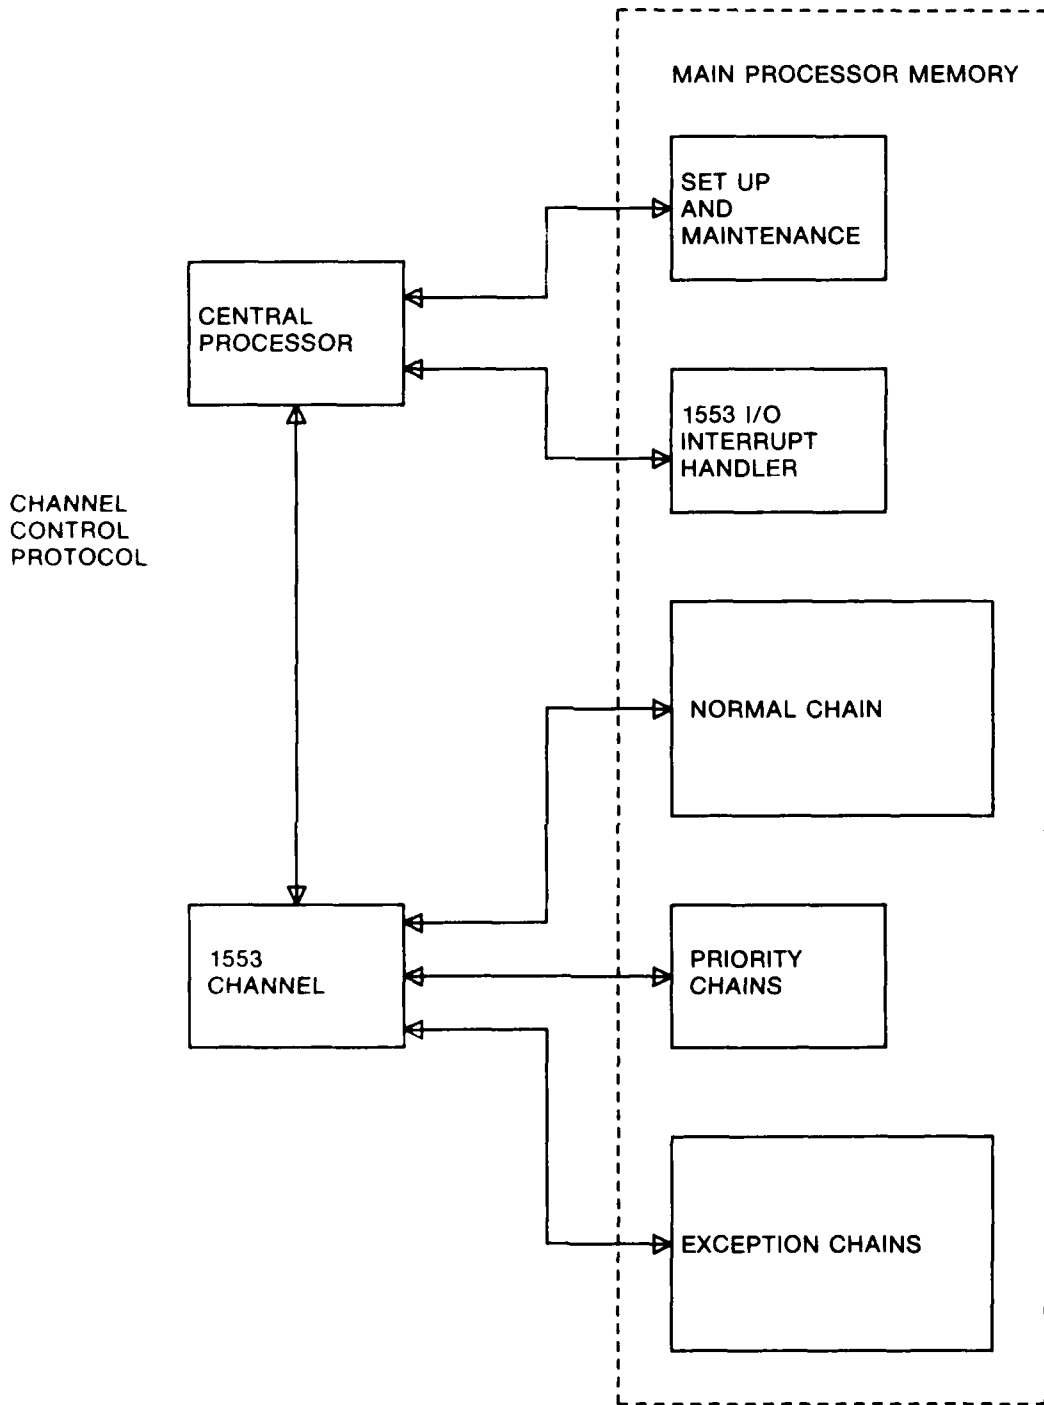 MAIN PROCESSOR MEMORY
SET UP
AND
MAINTENANCE
CENTRAL
PROCESSOR
1553 I/O
INTERRUPT
HANDLER
CHANNEL
CONTROL
PROTOCOL
NORMAL CHAIN
1553
CHANNEL
PRIORITY
CHAINS
EXCEPTION CHAINS